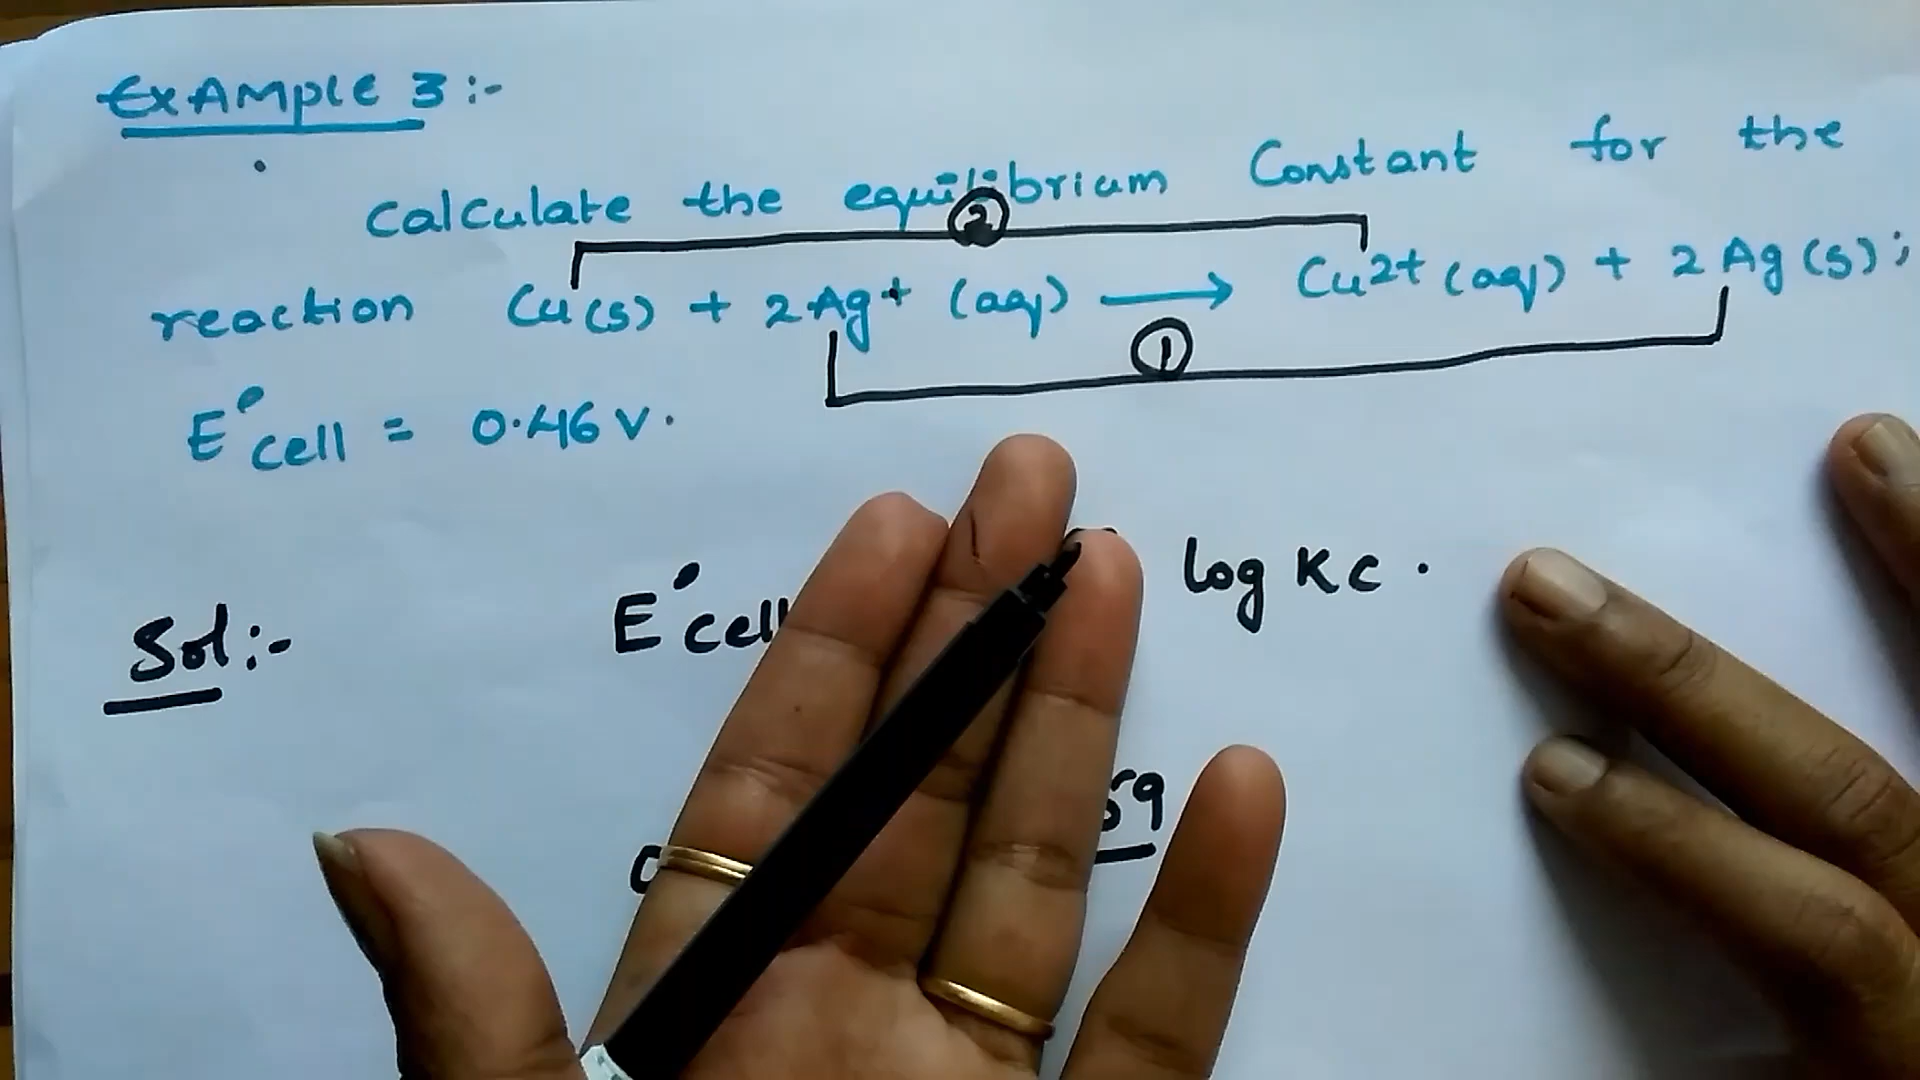 ExAmple 3:-
Calculate the equilibrium Constant for the
②
reaction Cu(s) + 2Ag+ (aq) → Cu2+ (aq) + 2Ag(s);
①
E°cell = 0.46 V.
Sol:- E°cell log Kc.
59